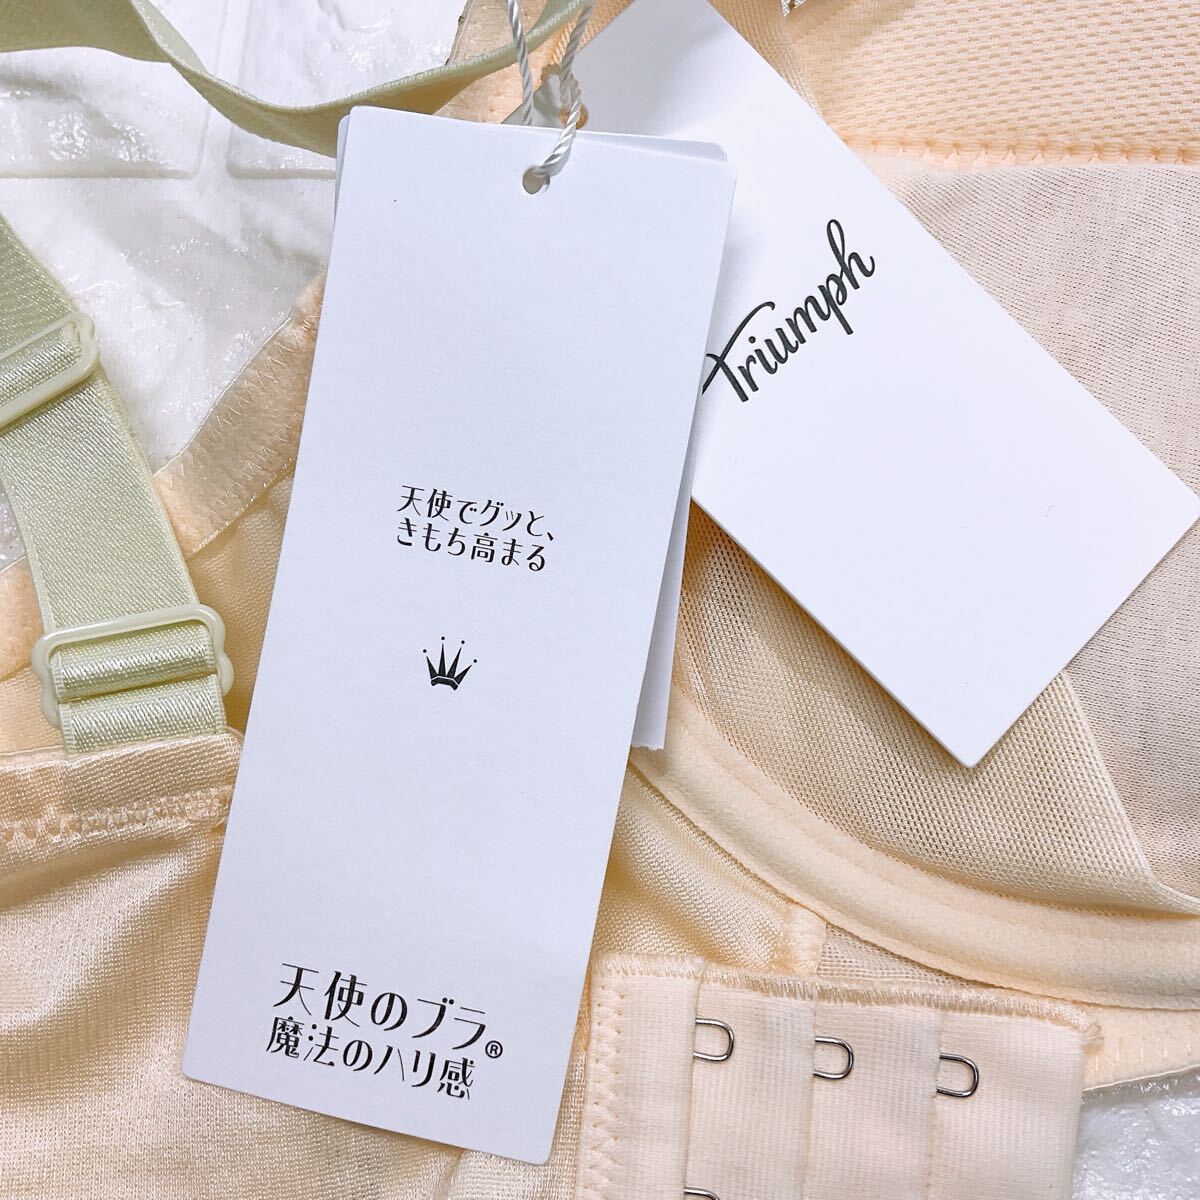 Triumph
天使でグッと、
きもち高まる
天使のブラ
魔法のハリ感®